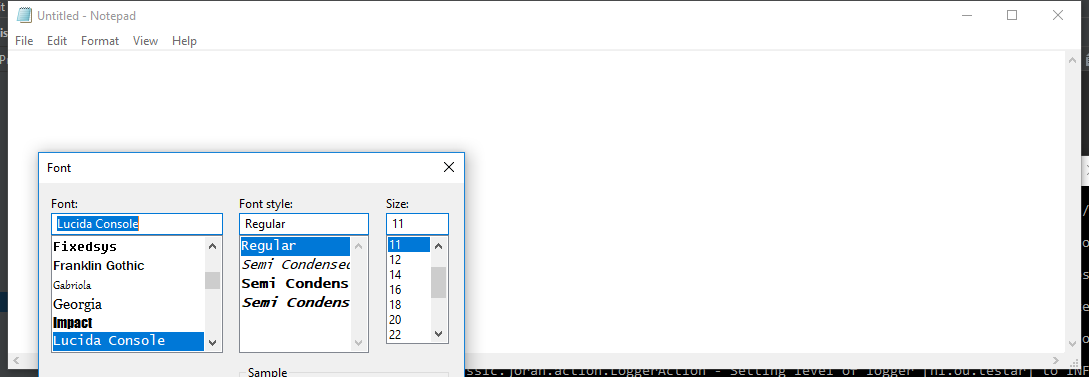 Untitled - Notepad
File Edit Format View Help
Font
Font: Font style: Size:
Lucida Console Regular 11
Fixedsys Regular 11
Franklin Gothic Semi Condensed 12
Gabriola Semi Condens 14
Georgia Semi Condens 16
Impact 18
Lucida Console 20
22
Sample
ssic.joran.action.LoggerAction - Setting level of logger [nl.ou.testar] to INF